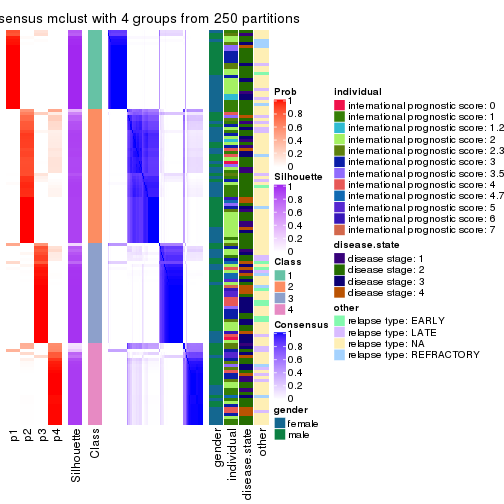 sensus mclust with 4 groups from 250 partitions
Prob
1
0.8
0.6
0.4
0.2
0
Silhouette
1
0.8
0.6
0.4
0.2
0
Class
1
2
3
4
Consensus
1
0.8
0.6
0.4
0.2
0
gender
female
male
individual
international prognostic score: 0
international prognostic score: 1
international prognostic score: 1.2
international prognostic score: 2
international prognostic score: 2.3
international prognostic score: 3
international prognostic score: 3.5
international prognostic score: 4
international prognostic score: 4.7
international prognostic score: 5
international prognostic score: 6
international prognostic score: 7
disease.state
disease stage: 1
disease stage: 2
disease stage: 3
disease stage: 4
other
relapse type: EARLY
relapse type: LATE
relapse type: NA
relapse type: REFRACTORY
p1
p2
p3
p4
Silhouette
Class
gender
individual
disease.state
other